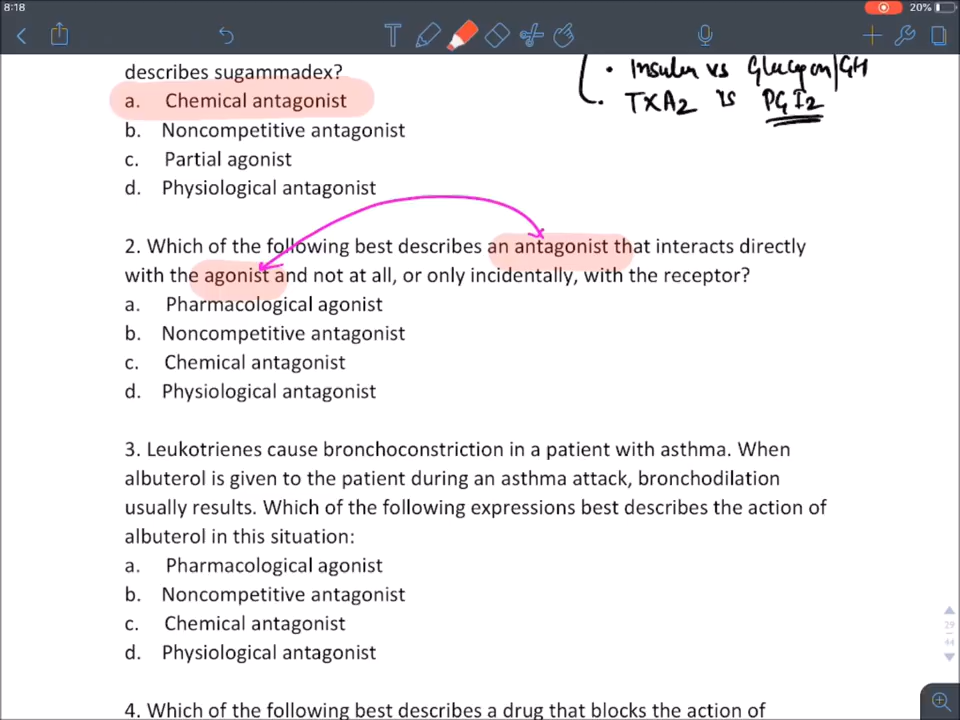 8:18
20%
T
describes sugammadex?
• Insulin vs Glucagon/GH
a. Chemical antagonist
• TXA2 vs PGI2
b. Noncompetitive antagonist
c. Partial agonist
d. Physiological antagonist
2. Which of the following best describes an antagonist that interacts directly
with the agonist and not at all, or only incidentally, with the receptor?
a. Pharmacological agonist
b. Noncompetitive antagonist
c. Chemical antagonist
d. Physiological antagonist
3. Leukotrienes cause bronchoconstriction in a patient with asthma. When
albuterol is given to the patient during an asthma attack, bronchodilation
usually results. Which of the following expressions best describes the action of
albuterol in this situation:
a. Pharmacological agonist
b. Noncompetitive antagonist
c. Chemical antagonist
d. Physiological antagonist
29
44
4. Which of the following best describes a drug that blocks the action of